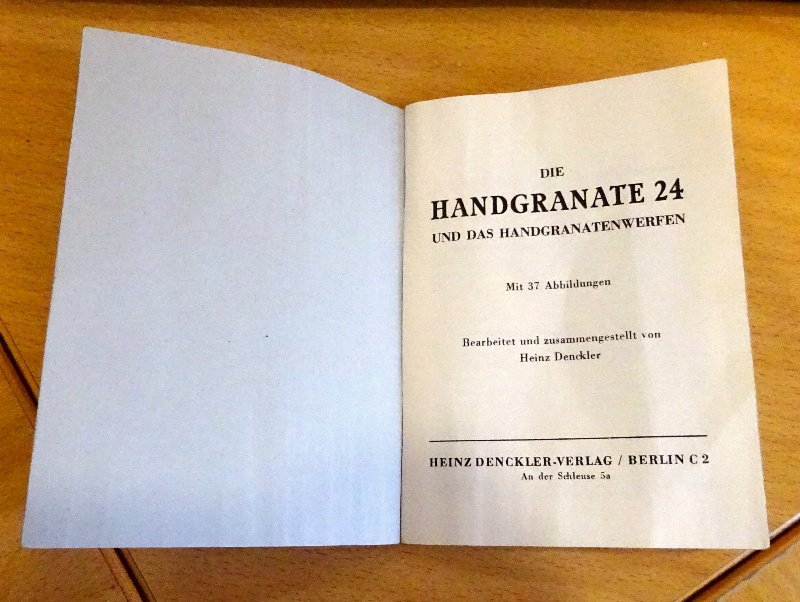 DIE
HANDGRANATE 24
UND DAS HANDGRANATENWERFEN
Mit 37 Abbildungen
Bearbeitet und zusammengestellt von
Heinz Denckler
HEINZ DENCKLER-VERLAG / BERLIN C 2
An der Schleuse 5a